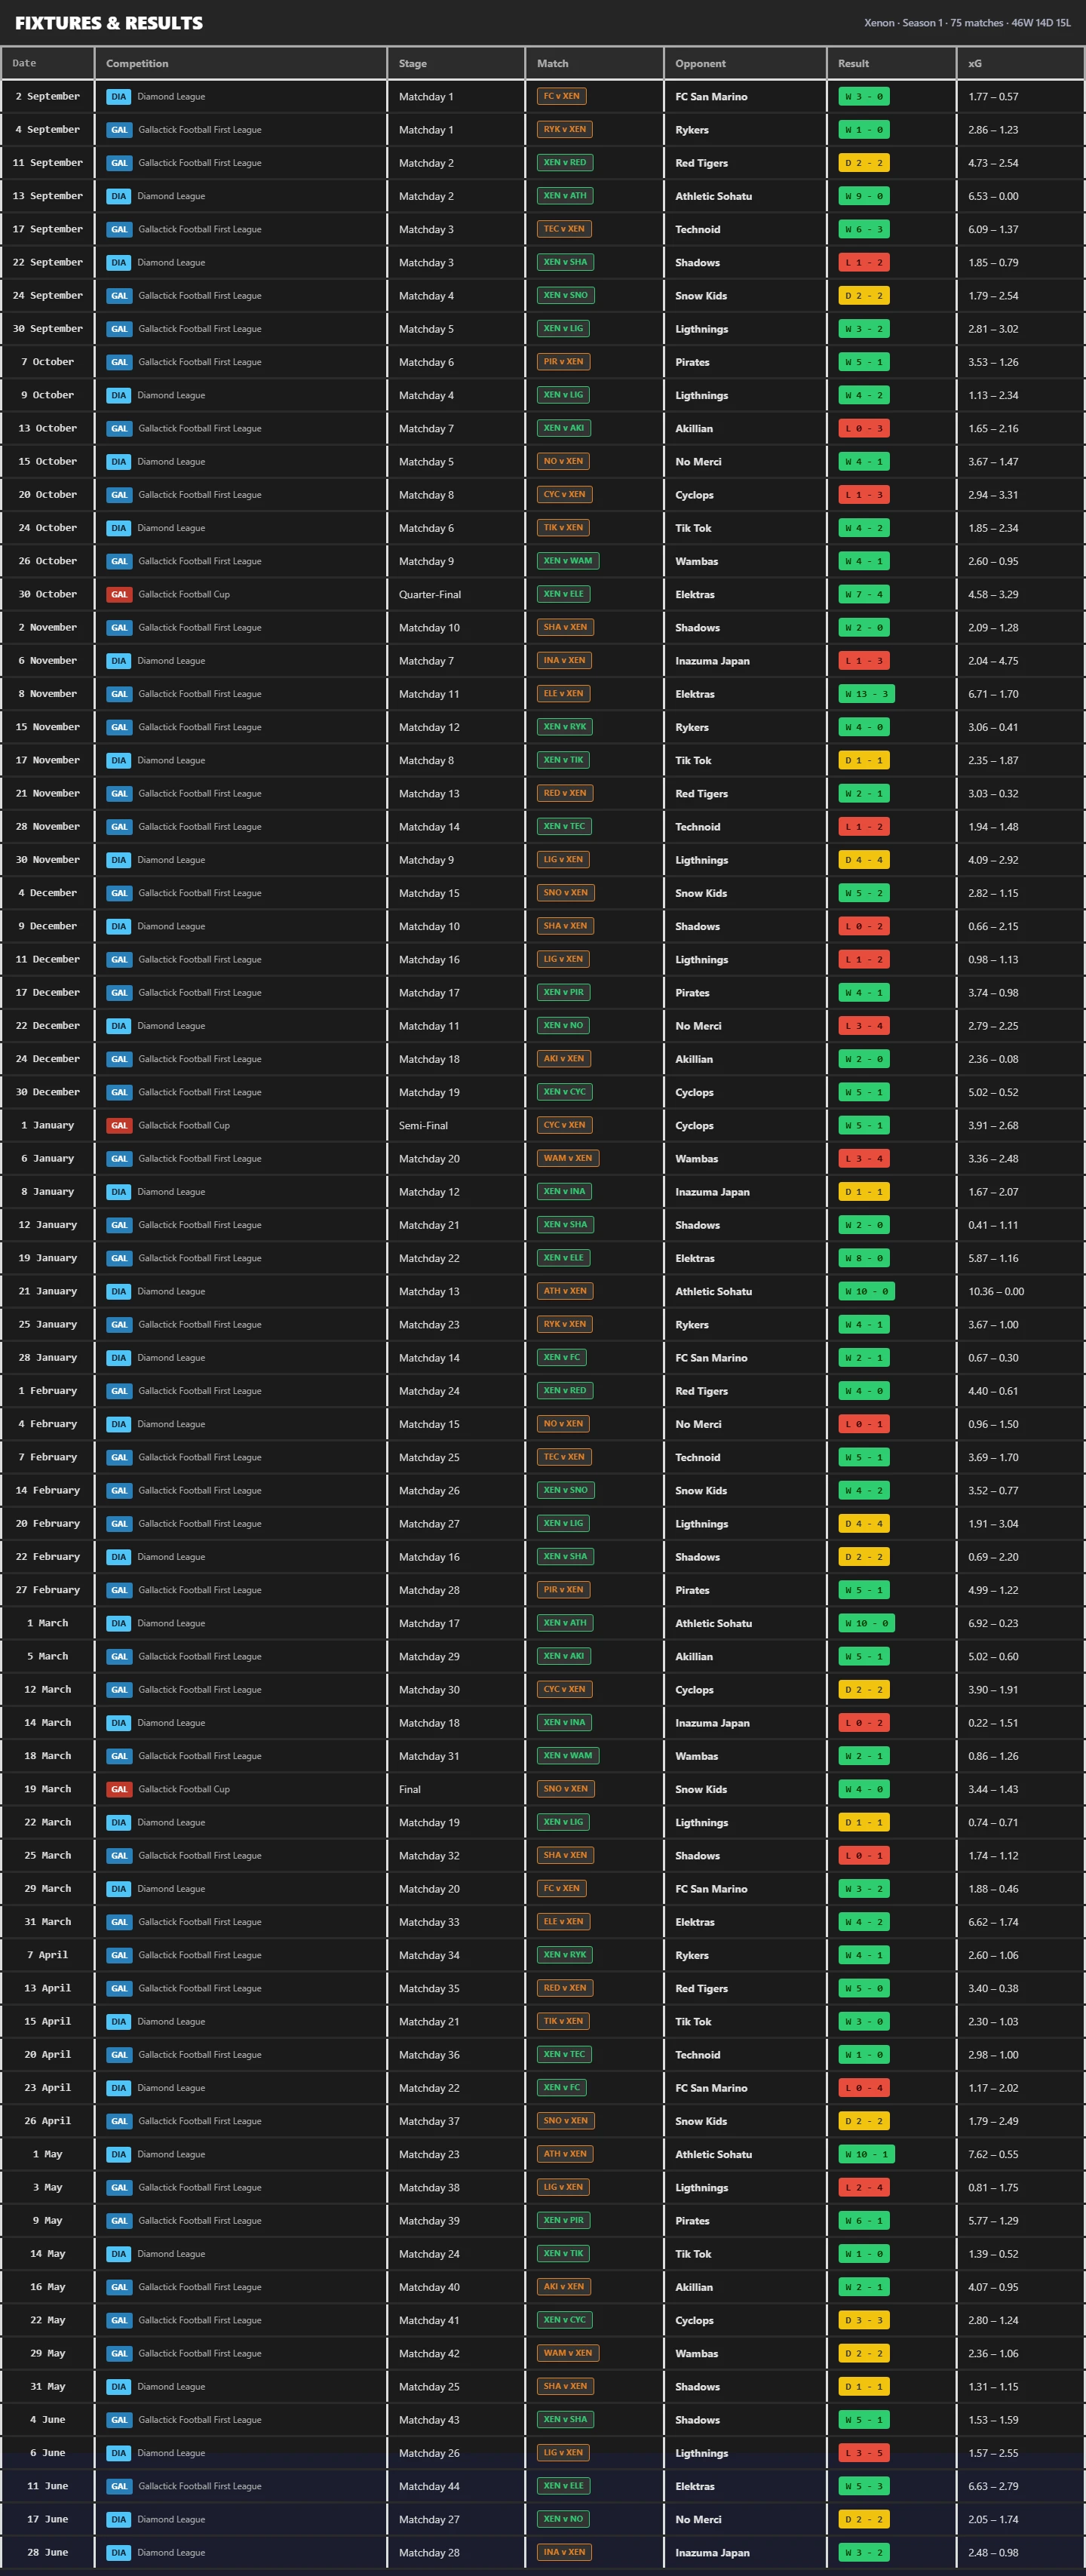 FIXTURES & RESULTS Xenon · Season 1 · 75 matches · 46W 14D 15L
Date Competition Stage Match Opponent Result xG
2 September DIA Diamond League Matchday 1 FC v XEN FC San Marino W 3 - 0 1.77 – 0.57
4 September GAL Gallactick Football First League Matchday 1 RYK v XEN Rykers W 1 - 0 2.86 – 1.23
11 September GAL Gallactick Football First League Matchday 2 XEN v RED Red Tigers D 2 - 2 4.73 – 2.54
13 September DIA Diamond League Matchday 2 XEN v ATH Athletic Sohatu W 9 - 0 6.53 – 0.00
17 September GAL Gallactick Football First League Matchday 3 TEC v XEN Technoid W 6 - 3 6.09 – 1.37
22 September DIA Diamond League Matchday 3 XEN v SHA Shadows L 1 - 2 1.85 – 0.79
24 September GAL Gallactick Football First League Matchday 4 XEN v SNO Snow Kids D 2 - 2 1.79 – 2.54
30 September GAL Gallactick Football First League Matchday 5 XEN v LIG Ligthnings W 3 - 2 2.81 – 3.02
7 October GAL Gallactick Football First League Matchday 6 PIR v XEN Pirates W 5 - 1 3.53 – 1.26
9 October DIA Diamond League Matchday 4 XEN v LIG Ligthnings W 4 - 2 1.13 – 2.34
13 October GAL Gallactick Football First League Matchday 7 XEN v AKI Akillian L 0 - 3 1.65 – 2.16
15 October DIA Diamond League Matchday 5 NO v XEN No Merci W 4 - 1 3.67 – 1.47
20 October GAL Gallactick Football First League Matchday 8 CYC v XEN Cyclops L 1 - 3 2.94 – 3.31
24 October DIA Diamond League Matchday 6 TIK v XEN Tik Tok W 4 - 2 1.85 – 2.34
26 October GAL Gallactick Football First League Matchday 9 XEN v WAM Wambas W 4 - 1 2.60 – 0.95
30 October GAL Gallactick Football Cup Quarter-Final XEN v ELE Elektras W 7 - 4 4.58 – 3.29
2 November GAL Gallactick Football First League Matchday 10 SHA v XEN Shadows W 2 - 0 2.09 – 1.28
6 November DIA Diamond League Matchday 7 INA v XEN Inazuma Japan L 1 - 3 2.04 – 4.75
8 November GAL Gallactick Football First League Matchday 11 ELE v XEN Elektras W 13 - 3 6.71 – 1.70
15 November GAL Gallactick Football First League Matchday 12 XEN v RYK Rykers W 4 - 0 3.06 – 0.41
17 November DIA Diamond League Matchday 8 XEN v TIK Tik Tok D 1 - 1 2.35 – 1.87
21 November GAL Gallactick Football First League Matchday 13 RED v XEN Red Tigers W 2 - 1 3.03 – 0.32
28 November GAL Gallactick Football First League Matchday 14 XEN v TEC Technoid L 1 - 2 1.94 – 1.48
30 November DIA Diamond League Matchday 9 LIG v XEN Ligthnings D 4 - 4 4.09 – 2.92
4 December GAL Gallactick Football First League Matchday 15 SNO v XEN Snow Kids W 5 - 2 2.82 – 1.15
9 December DIA Diamond League Matchday 10 SHA v XEN Shadows L 0 - 2 0.66 – 2.15
11 December GAL Gallactick Football First League Matchday 16 LIG v XEN Ligthnings L 1 - 2 0.98 – 1.13
17 December GAL Gallactick Football First League Matchday 17 XEN v PIR Pirates W 4 - 1 3.74 – 0.98
22 December DIA Diamond League Matchday 11 XEN v NO No Merci L 3 - 4 2.79 – 2.25
24 December GAL Gallactick Football First League Matchday 18 AKI v XEN Akillian W 2 - 0 2.36 – 0.08
30 December GAL Gallactick Football First League Matchday 19 XEN v CYC Cyclops W 5 - 1 5.02 – 0.52
1 January GAL Gallactick Football Cup Semi-Final CYC v XEN Cyclops W 5 - 1 3.91 – 2.68
6 January GAL Gallactick Football First League Matchday 20 WAM v XEN Wambas L 3 - 4 3.36 – 2.48
8 January DIA Diamond League Matchday 12 XEN v INA Inazuma Japan D 1 - 1 1.67 – 2.07
12 January GAL Gallactick Football First League Matchday 21 XEN v SHA Shadows W 2 - 0 0.41 – 1.11
19 January GAL Gallactick Football First League Matchday 22 XEN v ELE Elektras W 8 - 0 5.87 – 1.16
21 January DIA Diamond League Matchday 13 ATH v XEN Athletic Sohatu W 10 - 0 10.36 – 0.00
25 January GAL Gallactick Football First League Matchday 23 RYK v XEN Rykers W 4 - 1 3.67 – 1.00
28 January DIA Diamond League Matchday 14 XEN v FC FC San Marino W 2 - 1 0.67 – 0.30
1 February GAL Gallactick Football First League Matchday 24 XEN v RED Red Tigers W 4 - 0 4.40 – 0.61
4 February DIA Diamond League Matchday 15 NO v XEN No Merci L 0 - 1 0.96 – 1.50
7 February GAL Gallactick Football First League Matchday 25 TEC v XEN Technoid W 5 - 1 3.69 – 1.70
14 February GAL Gallactick Football First League Matchday 26 XEN v SNO Snow Kids W 4 - 2 3.52 – 0.77
20 February GAL Gallactick Football First League Matchday 27 XEN v LIG Ligthnings D 4 - 4 1.91 – 3.04
22 February DIA Diamond League Matchday 16 XEN v SHA Shadows D 2 - 2 0.69 – 2.20
27 February GAL Gallactick Football First League Matchday 28 PIR v XEN Pirates W 5 - 1 4.99 – 1.22
1 March DIA Diamond League Matchday 17 XEN v ATH Athletic Sohatu W 10 - 0 6.92 – 0.23
5 March GAL Gallactick Football First League Matchday 29 XEN v AKI Akillian W 5 - 1 5.02 – 0.60
12 March GAL Gallactick Football First League Matchday 30 CYC v XEN Cyclops D 2 - 2 3.90 – 1.91
14 March DIA Diamond League Matchday 18 XEN v INA Inazuma Japan L 0 - 2 0.22 – 1.51
18 March GAL Gallactick Football First League Matchday 31 XEN v WAM Wambas W 2 - 1 0.86 – 1.26
19 March GAL Gallactick Football Cup Final SNO v XEN Snow Kids W 4 - 0 3.44 – 1.43
22 March DIA Diamond League Matchday 19 XEN v LIG Ligthnings D 1 - 1 0.74 – 0.71
25 March GAL Gallactick Football First League Matchday 32 SHA v XEN Shadows L 0 - 1 1.74 – 1.12
29 March DIA Diamond League Matchday 20 FC v XEN FC San Marino W 3 - 2 1.88 – 0.46
31 March GAL Gallactick Football First League Matchday 33 ELE v XEN Elektras W 4 - 2 6.62 – 1.74
7 April GAL Gallactick Football First League Matchday 34 XEN v RYK Rykers W 4 - 1 2.60 – 1.06
13 April GAL Gallactick Football First League Matchday 35 RED v XEN Red Tigers W 5 - 0 3.40 – 0.38
15 April DIA Diamond League Matchday 21 TIK v XEN Tik Tok W 3 - 0 2.30 – 1.03
20 April GAL Gallactick Football First League Matchday 36 XEN v TEC Technoid W 1 - 0 2.98 – 1.00
23 April DIA Diamond League Matchday 22 XEN v FC FC San Marino L 0 - 4 1.17 – 2.02
26 April GAL Gallactick Football First League Matchday 37 SNO v XEN Snow Kids D 2 - 2 1.79 – 2.49
1 May DIA Diamond League Matchday 23 ATH v XEN Athletic Sohatu W 10 - 1 7.62 – 0.55
3 May GAL Gallactick Football First League Matchday 38 LIG v XEN Ligthnings L 2 - 4 0.81 – 1.75
9 May GAL Gallactick Football First League Matchday 39 XEN v PIR Pirates W 6 - 1 5.77 – 1.29
14 May DIA Diamond League Matchday 24 XEN v TIK Tik Tok W 1 - 0 1.39 – 0.52
16 May GAL Gallactick Football First League Matchday 40 AKI v XEN Akillian W 2 - 1 4.07 – 0.95
22 May GAL Gallactick Football First League Matchday 41 XEN v CYC Cyclops D 3 - 3 2.80 – 1.24
29 May GAL Gallactick Football First League Matchday 42 WAM v XEN Wambas D 2 - 2 2.36 – 1.06
31 May DIA Diamond League Matchday 25 SHA v XEN Shadows D 1 - 1 1.31 – 1.15
4 June GAL Gallactick Football First League Matchday 43 XEN v SHA Shadows W 5 - 1 1.53 – 1.59
6 June DIA Diamond League Matchday 26 LIG v XEN Ligthnings L 3 - 5 1.57 – 2.55
11 June GAL Gallactick Football First League Matchday 44 XEN v ELE Elektras W 5 - 3 6.63 – 2.79
17 June DIA Diamond League Matchday 27 XEN v NO No Merci D 2 - 2 2.05 – 1.74
28 June DIA Diamond League Matchday 28 INA v XEN Inazuma Japan W 3 - 2 2.48 – 0.98